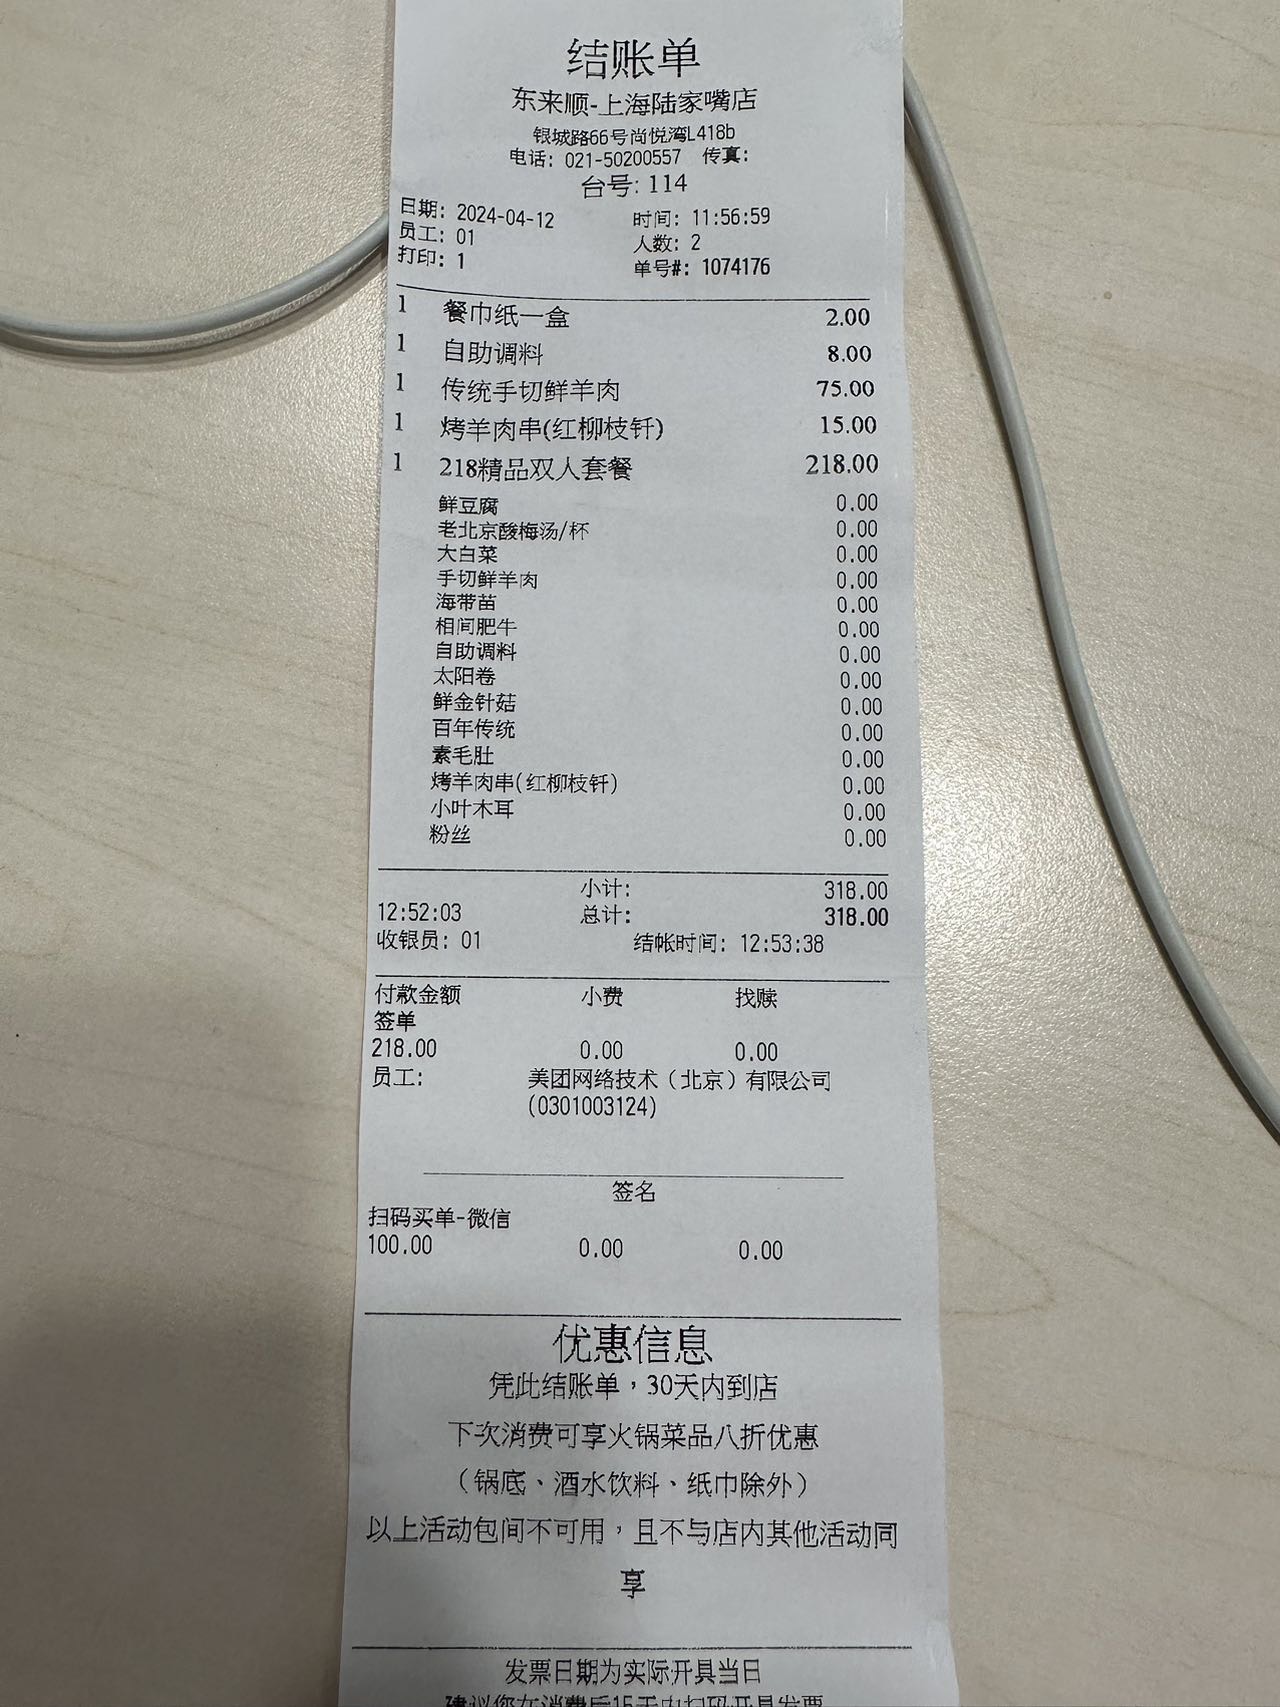 结账单
东来顺-上海陆家嘴店
银城路66号尚悦湾L418b
电话: 021-50200557 传真:
台号: 114
日期: 2024-04-12 时间: 11:56:59
员工: 01 人数: 2
打印: 1 单号#: 1074176
1 餐巾纸一盒 2.00
1 自助调料 8.00
1 传统手切鲜羊肉 75.00
1 烤羊肉串(红柳枝钎) 15.00
1 218精品双人套餐 218.00
鲜豆腐 0.00
老北京酸梅汤/杯 0.00
大白菜 0.00
手切鲜羊肉 0.00
海带苗 0.00
相间肥牛 0.00
自助调料 0.00
太阳卷 0.00
鲜金针菇 0.00
百年传统 0.00
素毛肚 0.00
烤羊肉串(红柳枝钎) 0.00
小叶木耳 0.00
粉丝 0.00
小计: 318.00
12:52:03 总计: 318.00
收银员: 01 结帐时间: 12:53:38
付款金额 小费 找赎
签单
218.00 0.00 0.00
员工: 美团网络技术（北京）有限公司
(0301003124)
签名
扫码买单-微信
100.00 0.00 0.00
优惠信息
凭此结账单，30天内到店
下次消费可享火锅菜品八折优惠
（锅底、酒水饮料、纸巾除外）
以上活动包间不可用，且不与店内其他活动同
享
发票日期为实际开具当日
建议您在消费后15天内扫码开具发票